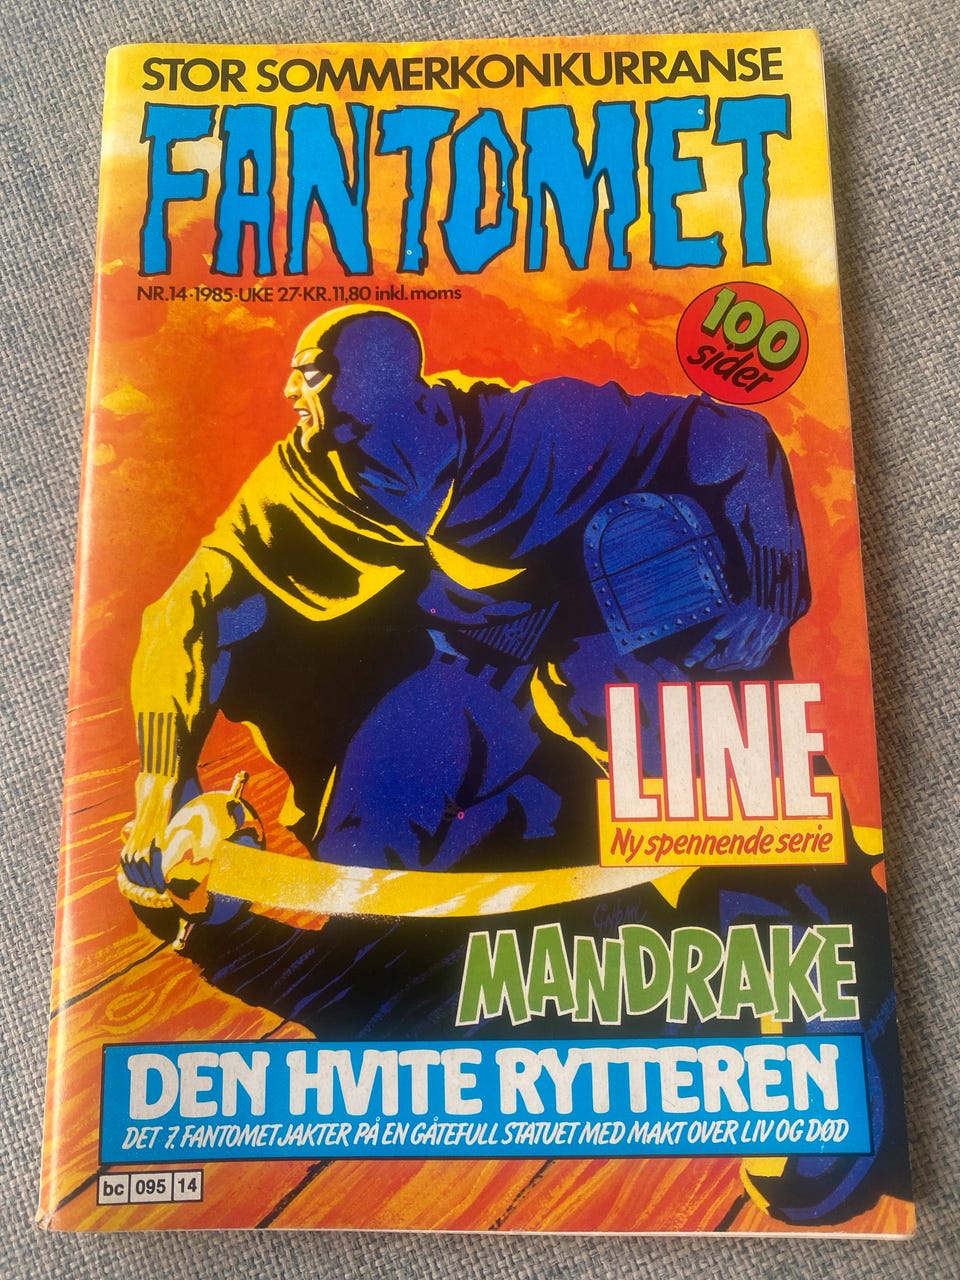 STOR SOMMERKONKURRANSE
FANTOMET
NR.14·1985·UKE 27·KR.11,80 inkl. moms
100
sider
LINE
Ny spennende serie
MANDRAKE
DEN HVITE RYTTEREN
DET 7. FANTOMET JAKTER PÅ EN GÅTEFULL STATUET MED MAKT OVER LIV OG DØD
bc 095 14